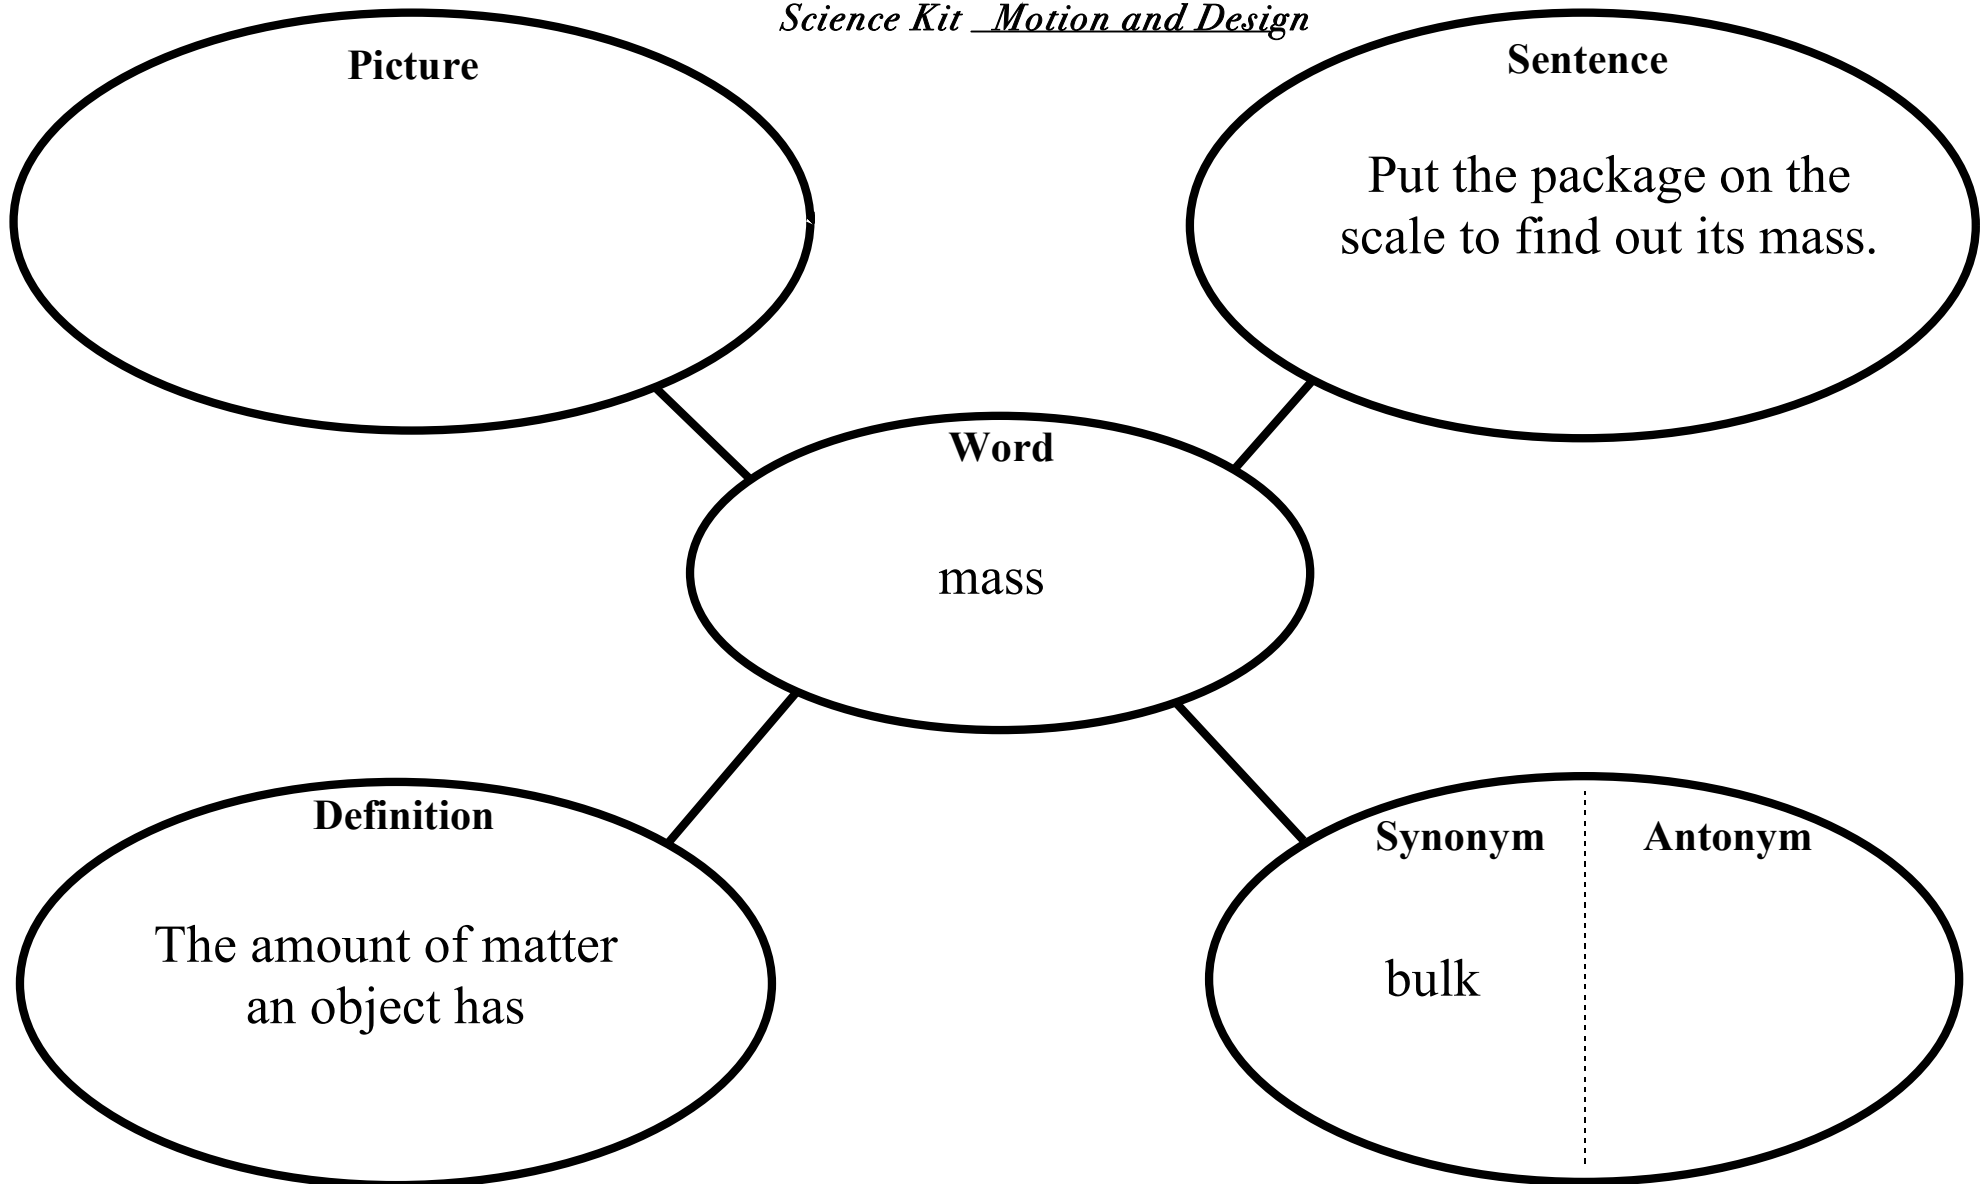 Science Kit Motion and Design
Picture
Sentence
Put the package on the
scale to find out its mass.
Word
mass
Definition
The amount of matter
an object has
Synonym
Antonym
bulk